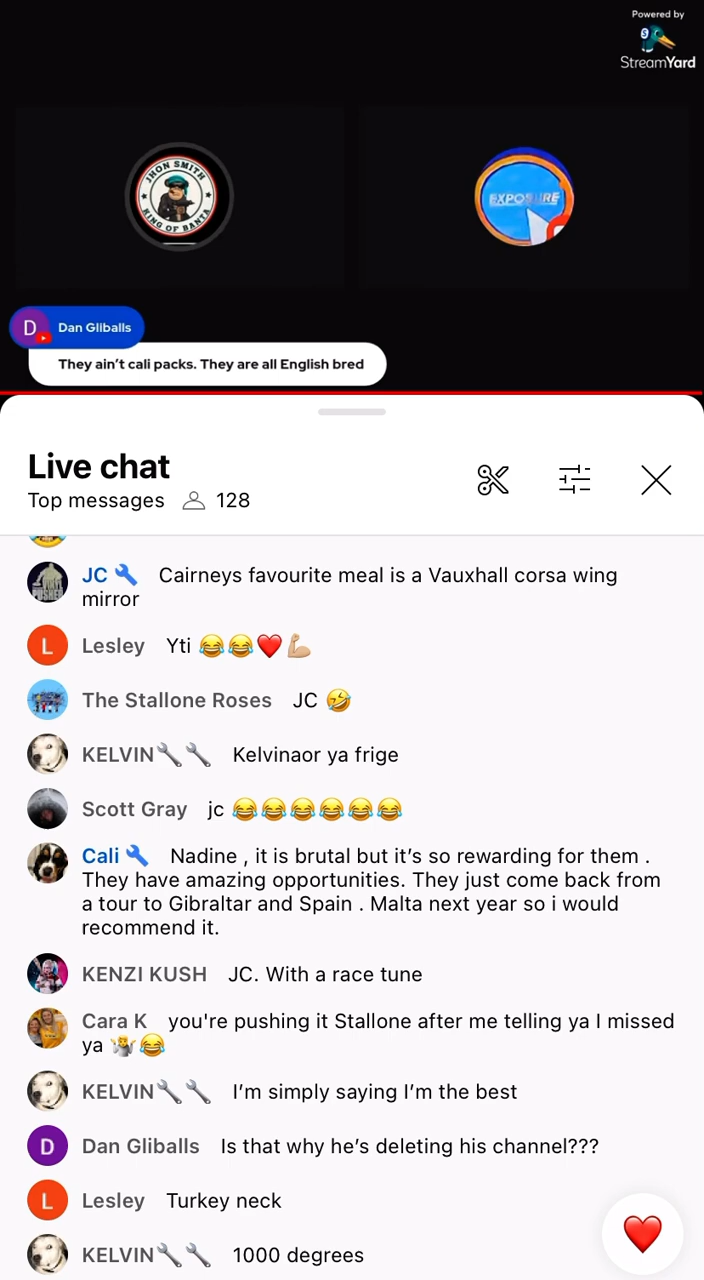 Powered by
StreamYard
JHON SMITH
KING OF BANTA
EXPOSURE
D Dan Gliballs
They ain't cali packs. They are all English bred
Live chat
Top messages 128
JC 🔧 Cairneys favourite meal is a Vauxhall corsa wing
mirror
L Lesley Yti 😂😂❤️💪🏼
The Stallone Roses JC 🤣
KELVIN🔧🔧 Kelvinaor ya frige
Scott Gray jc 😂😂😂😂😂😂
Cali 🔧 Nadine , it is brutal but it’s so rewarding for them .
They have amazing opportunities. They just come back from
a tour to Gibraltar and Spain . Malta next year so i would
recommend it.
KENZI KUSH JC. With a race tune
Cara K you're pushing it Stallone after me telling ya I missed
ya 🤷😂
KELVIN🔧🔧 I’m simply saying I’m the best
D Dan Gliballs Is that why he’s deleting his channel???
L Lesley Turkey neck
KELVIN🔧🔧 1000 degrees